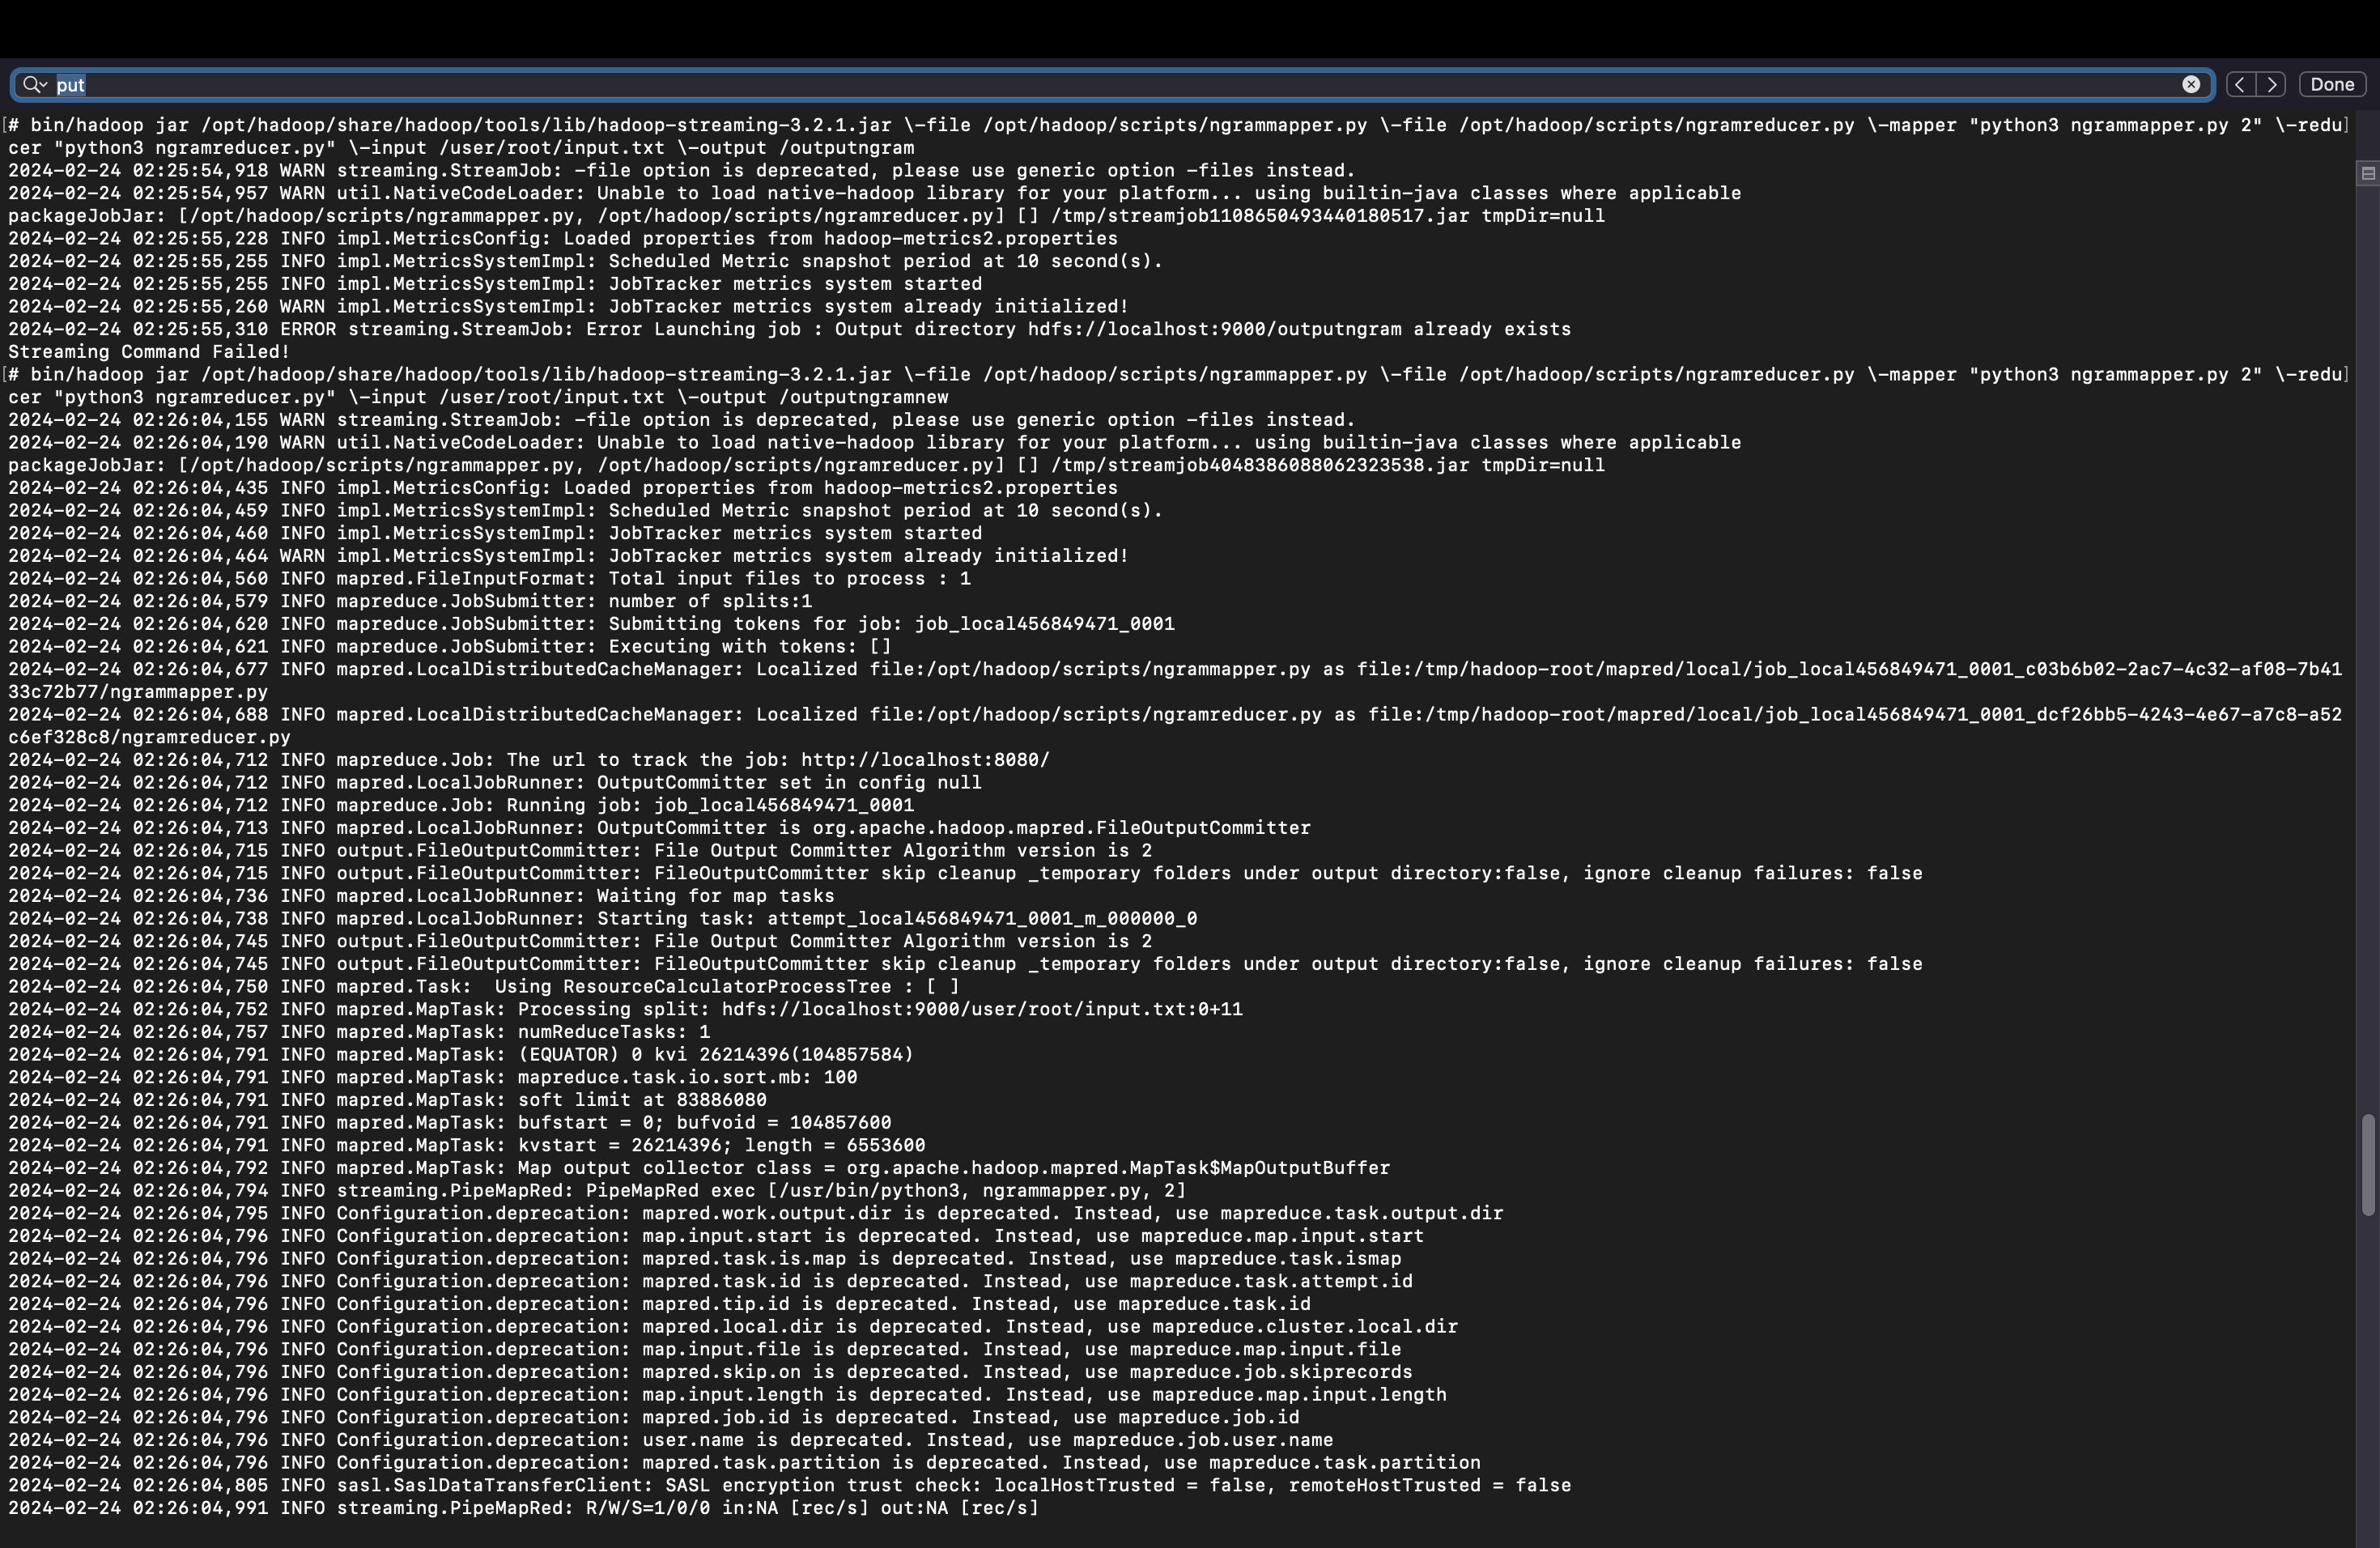 put
Done
[# bin/hadoop jar /opt/hadoop/share/hadoop/tools/lib/hadoop-streaming-3.2.1.jar \-file /opt/hadoop/scripts/ngrammapper.py \-file /opt/hadoop/scripts/ngramreducer.py \-mapper "python3 ngrammapper.py 2" \-redu]
cer "python3 ngramreducer.py" \-input /user/root/input.txt \-output /outputngram
2024-02-24 02:25:54,918 WARN streaming.StreamJob: -file option is deprecated, please use generic option -files instead.
2024-02-24 02:25:54,957 WARN util.NativeCodeLoader: Unable to load native-hadoop library for your platform... using builtin-java classes where applicable
packageJobJar: [/opt/hadoop/scripts/ngrammapper.py, /opt/hadoop/scripts/ngramreducer.py] [] /tmp/streamjob1108650493440180517.jar tmpDir=null
2024-02-24 02:25:55,228 INFO impl.MetricsConfig: Loaded properties from hadoop-metrics2.properties
2024-02-24 02:25:55,255 INFO impl.MetricsSystemImpl: Scheduled Metric snapshot period at 10 second(s).
2024-02-24 02:25:55,255 INFO impl.MetricsSystemImpl: JobTracker metrics system started
2024-02-24 02:25:55,260 WARN impl.MetricsSystemImpl: JobTracker metrics system already initialized!
2024-02-24 02:25:55,310 ERROR streaming.StreamJob: Error Launching job : Output directory hdfs://localhost:9000/outputngram already exists
Streaming Command Failed!
[# bin/hadoop jar /opt/hadoop/share/hadoop/tools/lib/hadoop-streaming-3.2.1.jar \-file /opt/hadoop/scripts/ngrammapper.py \-file /opt/hadoop/scripts/ngramreducer.py \-mapper "python3 ngrammapper.py 2" \-redu]
cer "python3 ngramreducer.py" \-input /user/root/input.txt \-output /outputngramnew
2024-02-24 02:26:04,155 WARN streaming.StreamJob: -file option is deprecated, please use generic option -files instead.
2024-02-24 02:26:04,190 WARN util.NativeCodeLoader: Unable to load native-hadoop library for your platform... using builtin-java classes where applicable
packageJobJar: [/opt/hadoop/scripts/ngrammapper.py, /opt/hadoop/scripts/ngramreducer.py] [] /tmp/streamjob4048386088062323538.jar tmpDir=null
2024-02-24 02:26:04,435 INFO impl.MetricsConfig: Loaded properties from hadoop-metrics2.properties
2024-02-24 02:26:04,459 INFO impl.MetricsSystemImpl: Scheduled Metric snapshot period at 10 second(s).
2024-02-24 02:26:04,460 INFO impl.MetricsSystemImpl: JobTracker metrics system started
2024-02-24 02:26:04,464 WARN impl.MetricsSystemImpl: JobTracker metrics system already initialized!
2024-02-24 02:26:04,560 INFO mapred.FileInputFormat: Total input files to process : 1
2024-02-24 02:26:04,579 INFO mapreduce.JobSubmitter: number of splits:1
2024-02-24 02:26:04,620 INFO mapreduce.JobSubmitter: Submitting tokens for job: job_local456849471_0001
2024-02-24 02:26:04,621 INFO mapreduce.JobSubmitter: Executing with tokens: []
2024-02-24 02:26:04,677 INFO mapred.LocalDistributedCacheManager: Localized file:/opt/hadoop/scripts/ngrammapper.py as file:/tmp/hadoop-root/mapred/local/job_local456849471_0001_c03b6b02-2ac7-4c32-af08-7b41
33c72b77/ngrammapper.py
2024-02-24 02:26:04,688 INFO mapred.LocalDistributedCacheManager: Localized file:/opt/hadoop/scripts/ngramreducer.py as file:/tmp/hadoop-root/mapred/local/job_local456849471_0001_dcf26bb5-4243-4e67-a7c8-a52
c6ef328c8/ngramreducer.py
2024-02-24 02:26:04,712 INFO mapreduce.Job: The url to track the job: http://localhost:8080/
2024-02-24 02:26:04,712 INFO mapred.LocalJobRunner: OutputCommitter set in config null
2024-02-24 02:26:04,712 INFO mapreduce.Job: Running job: job_local456849471_0001
2024-02-24 02:26:04,713 INFO mapred.LocalJobRunner: OutputCommitter is org.apache.hadoop.mapred.FileOutputCommitter
2024-02-24 02:26:04,715 INFO output.FileOutputCommitter: File Output Committer Algorithm version is 2
2024-02-24 02:26:04,715 INFO output.FileOutputCommitter: FileOutputCommitter skip cleanup _temporary folders under output directory:false, ignore cleanup failures: false
2024-02-24 02:26:04,736 INFO mapred.LocalJobRunner: Waiting for map tasks
2024-02-24 02:26:04,738 INFO mapred.LocalJobRunner: Starting task: attempt_local456849471_0001_m_000000_0
2024-02-24 02:26:04,745 INFO output.FileOutputCommitter: File Output Committer Algorithm version is 2
2024-02-24 02:26:04,745 INFO output.FileOutputCommitter: FileOutputCommitter skip cleanup _temporary folders under output directory:false, ignore cleanup failures: false
2024-02-24 02:26:04,750 INFO mapred.Task:  Using ResourceCalculatorProcessTree : [ ]
2024-02-24 02:26:04,752 INFO mapred.MapTask: Processing split: hdfs://localhost:9000/user/root/input.txt:0+11
2024-02-24 02:26:04,757 INFO mapred.MapTask: numReduceTasks: 1
2024-02-24 02:26:04,791 INFO mapred.MapTask: (EQUATOR) 0 kvi 26214396(104857584)
2024-02-24 02:26:04,791 INFO mapred.MapTask: mapreduce.task.io.sort.mb: 100
2024-02-24 02:26:04,791 INFO mapred.MapTask: soft limit at 83886080
2024-02-24 02:26:04,791 INFO mapred.MapTask: bufstart = 0; bufvoid = 104857600
2024-02-24 02:26:04,791 INFO mapred.MapTask: kvstart = 26214396; length = 6553600
2024-02-24 02:26:04,792 INFO mapred.MapTask: Map output collector class = org.apache.hadoop.mapred.MapTask$MapOutputBuffer
2024-02-24 02:26:04,794 INFO streaming.PipeMapRed: PipeMapRed exec [/usr/bin/python3, ngrammapper.py, 2]
2024-02-24 02:26:04,795 INFO Configuration.deprecation: mapred.work.output.dir is deprecated. Instead, use mapreduce.task.output.dir
2024-02-24 02:26:04,796 INFO Configuration.deprecation: map.input.start is deprecated. Instead, use mapreduce.map.input.start
2024-02-24 02:26:04,796 INFO Configuration.deprecation: mapred.task.is.map is deprecated. Instead, use mapreduce.task.ismap
2024-02-24 02:26:04,796 INFO Configuration.deprecation: mapred.task.id is deprecated. Instead, use mapreduce.task.attempt.id
2024-02-24 02:26:04,796 INFO Configuration.deprecation: mapred.tip.id is deprecated. Instead, use mapreduce.task.id
2024-02-24 02:26:04,796 INFO Configuration.deprecation: mapred.local.dir is deprecated. Instead, use mapreduce.cluster.local.dir
2024-02-24 02:26:04,796 INFO Configuration.deprecation: map.input.file is deprecated. Instead, use mapreduce.map.input.file
2024-02-24 02:26:04,796 INFO Configuration.deprecation: mapred.skip.on is deprecated. Instead, use mapreduce.job.skiprecords
2024-02-24 02:26:04,796 INFO Configuration.deprecation: map.input.length is deprecated. Instead, use mapreduce.map.input.length
2024-02-24 02:26:04,796 INFO Configuration.deprecation: mapred.job.id is deprecated. Instead, use mapreduce.job.id
2024-02-24 02:26:04,796 INFO Configuration.deprecation: user.name is deprecated. Instead, use mapreduce.job.user.name
2024-02-24 02:26:04,796 INFO Configuration.deprecation: mapred.task.partition is deprecated. Instead, use mapreduce.task.partition
2024-02-24 02:26:04,805 INFO sasl.SaslDataTransferClient: SASL encryption trust check: localHostTrusted = false, remoteHostTrusted = false
2024-02-24 02:26:04,991 INFO streaming.PipeMapRed: R/W/S=1/0/0 in:NA [rec/s] out:NA [rec/s]